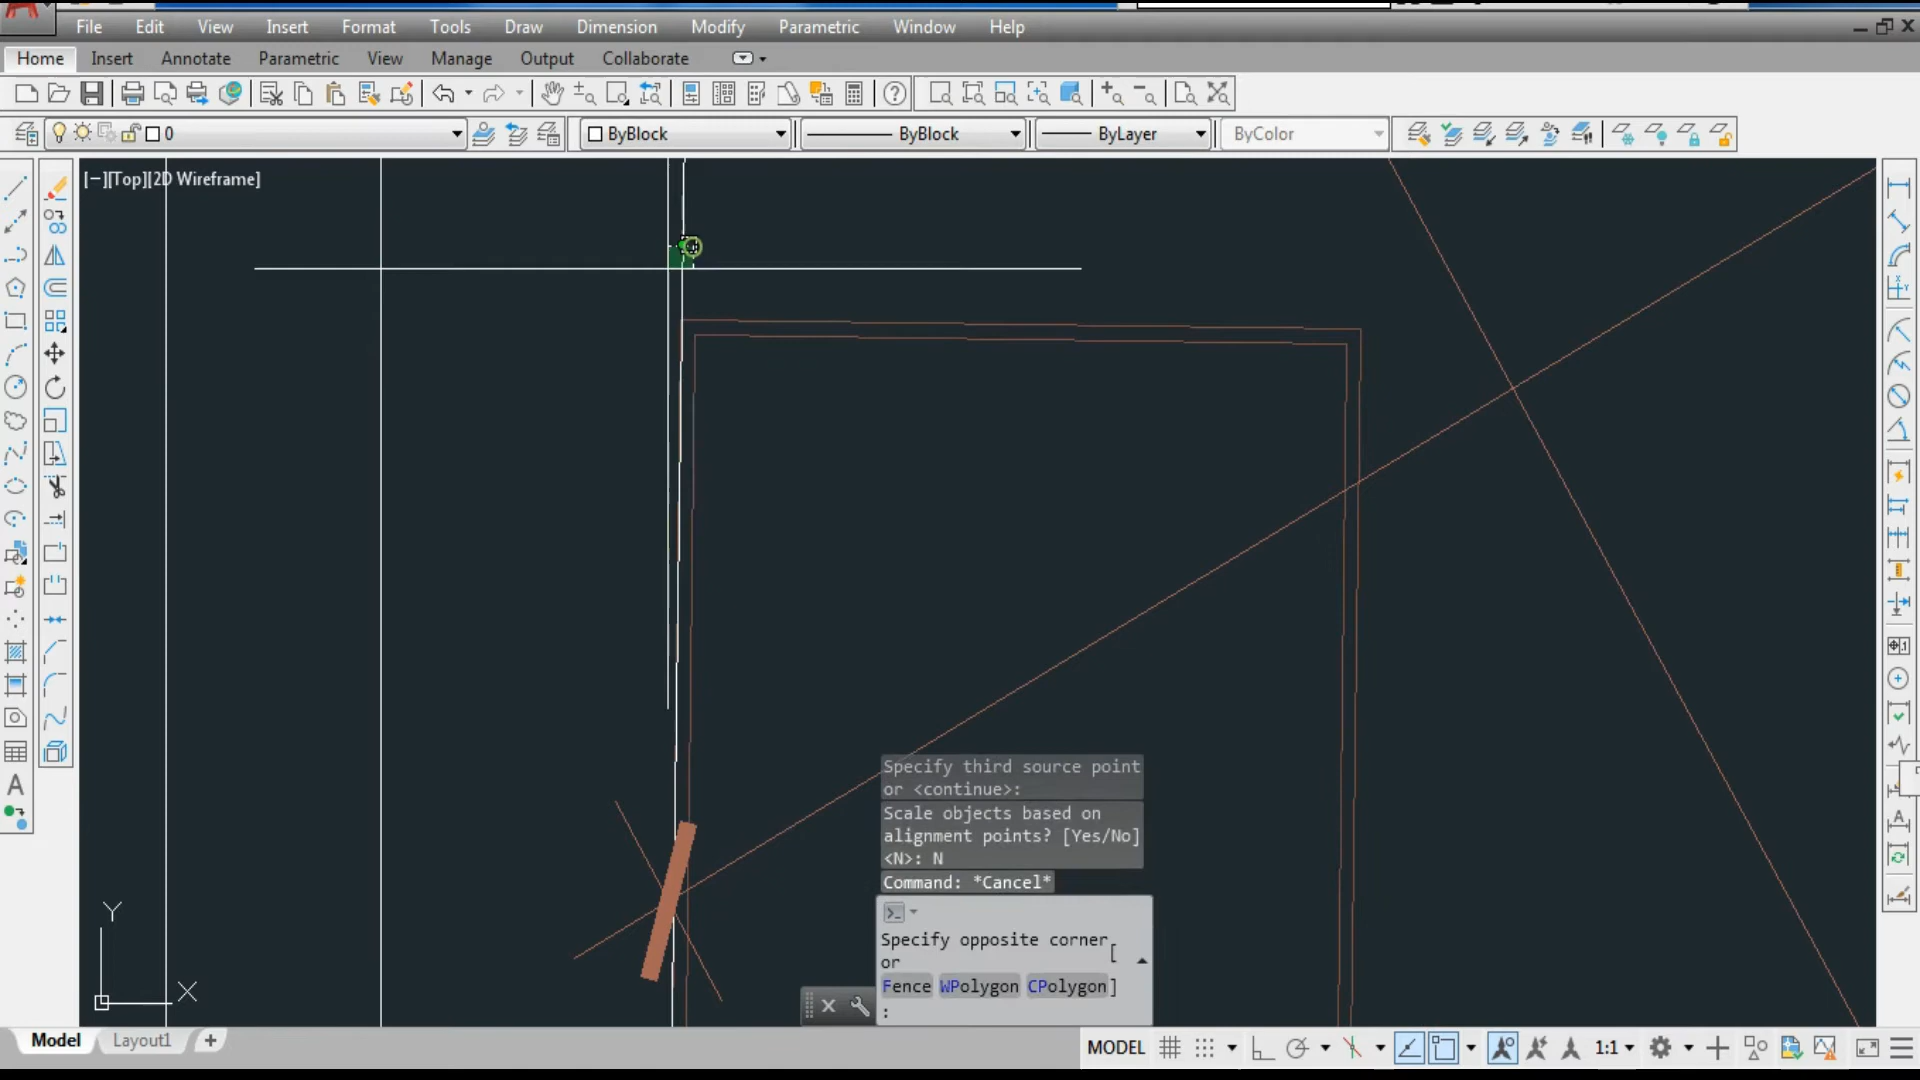 File Edit View Insert Format Tools Draw Dimension Modify Parametric Window Help
Home Insert Annotate Parametric View Manage Output Collaborate
0 ByBlock ByBlock ByLayer ByColor
[−][Top][2D Wireframe]
Specify third source point
or <continue>:
Scale objects based on
alignment points? [Yes/No]
<N>: N
Command: *Cancel*
Specify opposite corner
or [
Fence WPolygon CPolygon]
:
Y
X
A
Model Layout1 +
MODEL 1:1